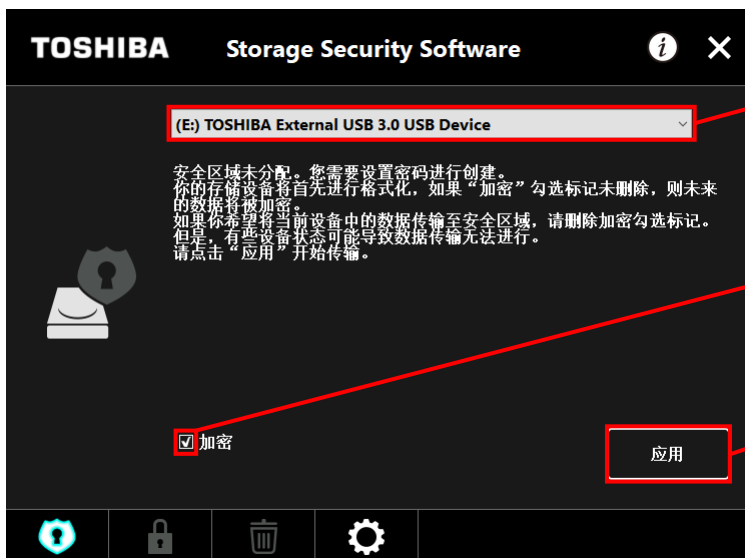 TOSHIBA Storage Security Software
(E:) TOSHIBA External USB 3.0 USB Device
安全区域未分配。您需要设置密码进行创建。
你的存储设备将首先进行格式化，如果“加密”勾选标记未删除，则未来
的数据将被加密。
如果你希望将当前设备中的数据传输至安全区域，请删除加密勾选标记。
但是，有些设备状态可能导致数据传输无法进行。
请点击“应用”开始传输。
加密
应用